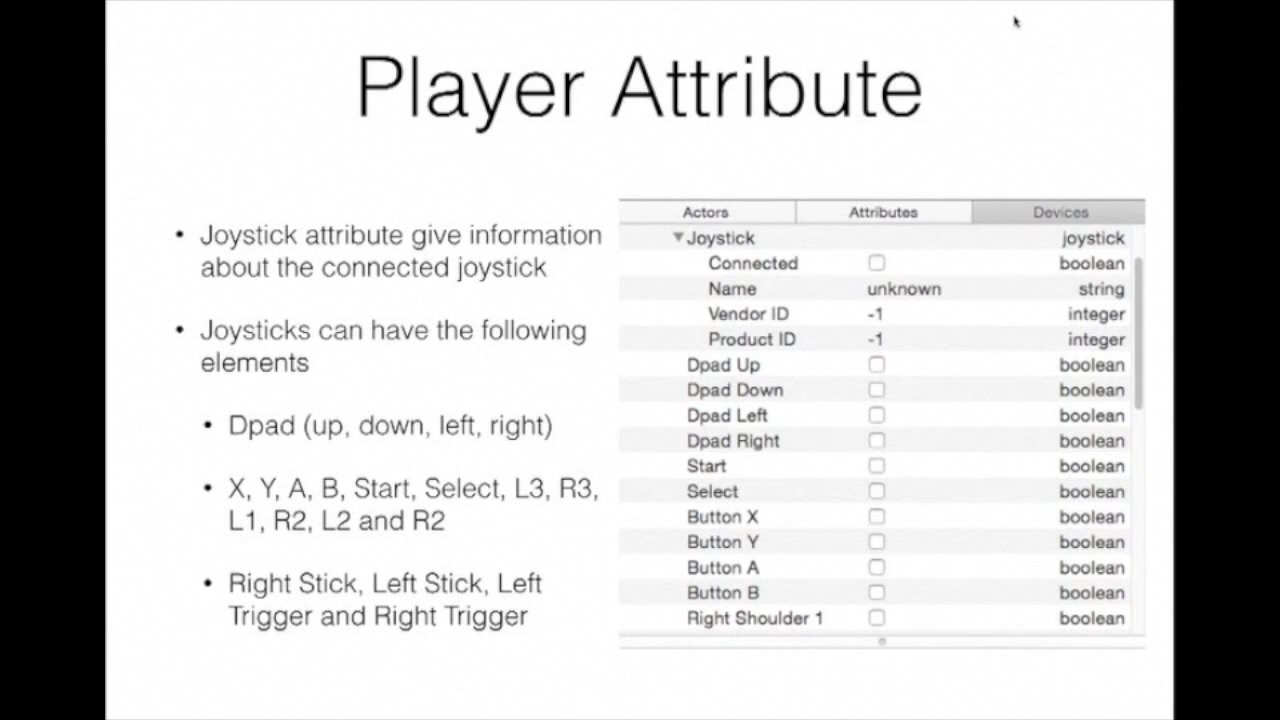 Player Attribute
• Joystick attribute give information
about the connected joystick
• Joysticks can have the following
elements
• Dpad (up, down, left, right)
• X, Y, A, B, Start, Select, L3, R3,
L1, R2, L2 and R2
• Right Stick, Left Stick, Left
Trigger and Right Trigger
Actors Attributes Devices
Joystick joystick
Connected boolean
Name unknown string
Vendor ID -1 integer
Product ID -1 integer
Dpad Up boolean
Dpad Down boolean
Dpad Left boolean
Dpad Right boolean
Start boolean
Select boolean
Button X boolean
Button Y boolean
Button A boolean
Button B boolean
Right Shoulder 1 boolean